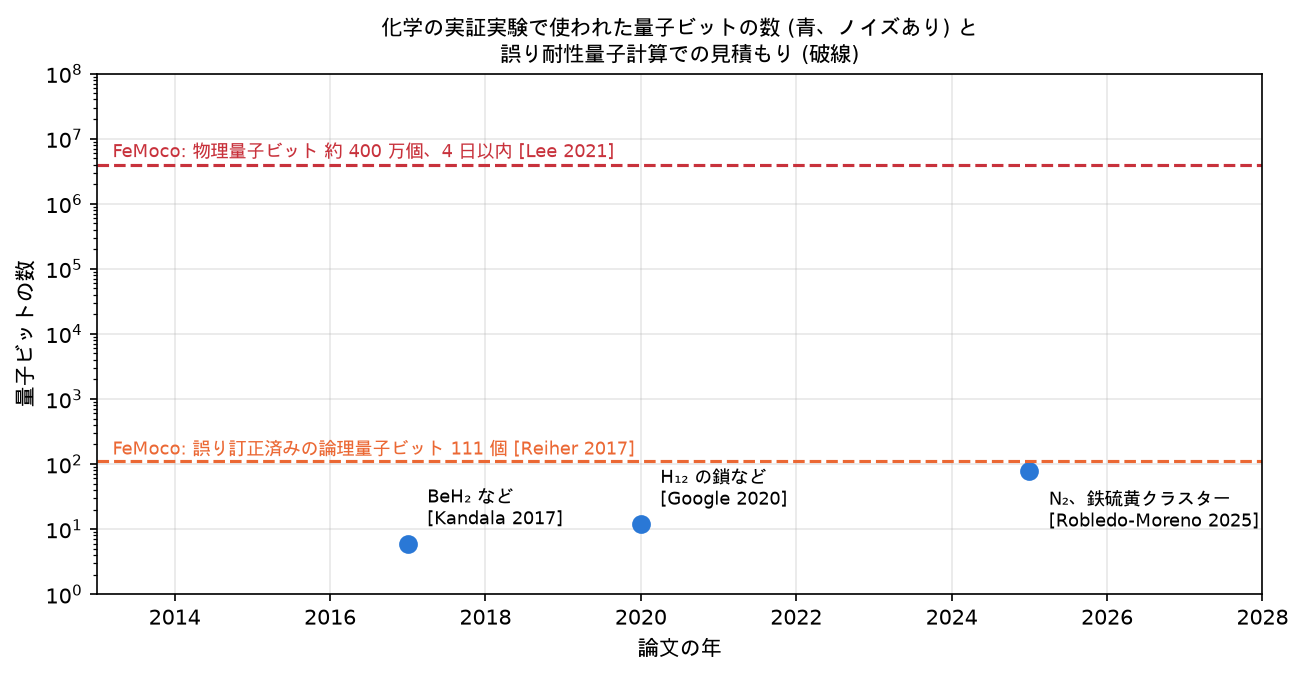 化学の実証実験で使われた量子ビットの数 (青、ノイズあり) と
誤り耐性量子計算での見積もり (破線)
量子ビットの数
10⁸
10⁷
10⁶
10⁵
10⁴
10³
10²
10¹
10⁰
FeMoco: 物理量子ビット 約 400 万個、4 日以内 [Lee 2021]
FeMoco: 誤り訂正済みの論理量子ビット 111 個 [Reiher 2017]
BeH₂ など
[Kandala 2017]
H₁₂ の鎖など
[Google 2020]
N₂、鉄硫黄クラスター
[Robledo-Moreno 2025]
2014 2016 2018 2020 2022 2024 2026 2028
論文の年